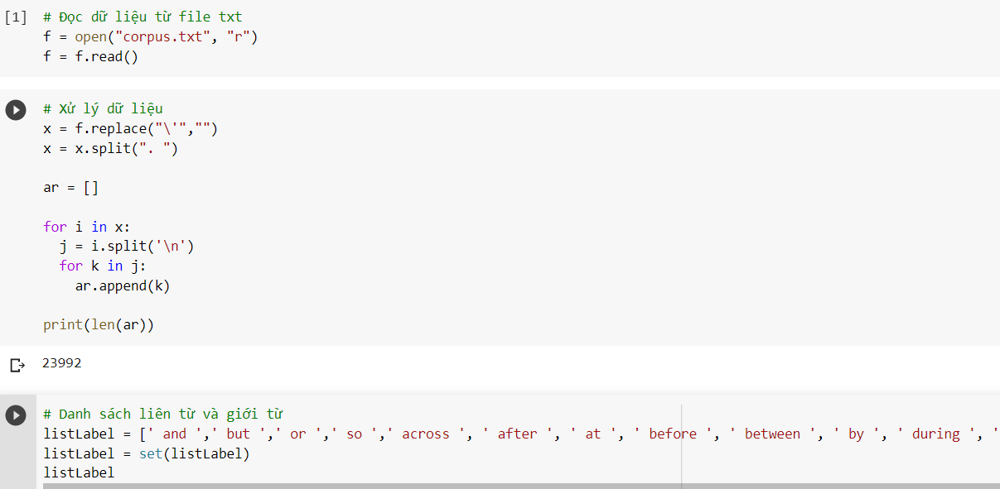 [1] # Đọc dữ liệu từ file txt
f = open("corpus.txt", "r")
f = f.read()
# Xử lý dữ liệu
x = f.replace("\'","")
x = x.split(". ")
ar = []
for i in x:
  j = i.split('\n')
  for k in j:
    ar.append(k)
print(len(ar))
23992
# Danh sách liên từ và giới từ
listLabel = [' and ',' but ',' or ',' so ',' across ', ' after ', ' at ', ' before ', ' between ', ' by ', ' during ', '
listLabel = set(listLabel)
listLabel